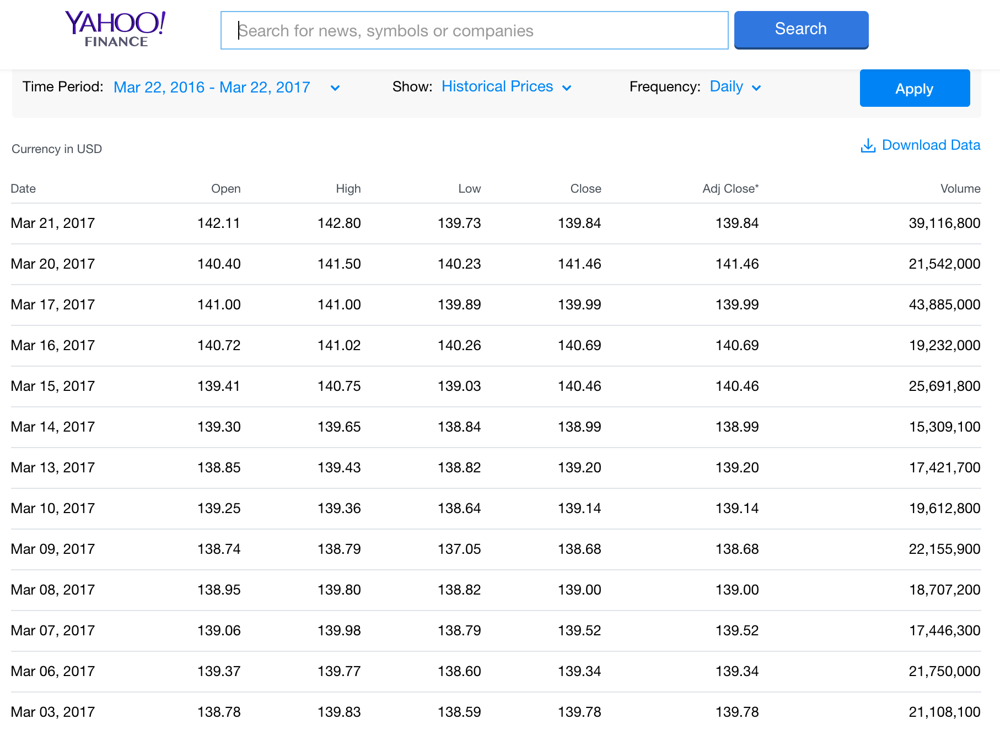 YAHOO!
FINANCE
Search for news, symbols or companies
Search
Time Period: Mar 22, 2016 - Mar 22, 2017 Show: Historical Prices Frequency: Daily Apply
Currency in USD Download Data
Date Open High Low Close Adj Close* Volume
Mar 21, 2017 142.11 142.80 139.73 139.84 139.84 39,116,800
Mar 20, 2017 140.40 141.50 140.23 141.46 141.46 21,542,000
Mar 17, 2017 141.00 141.00 139.89 139.99 139.99 43,885,000
Mar 16, 2017 140.72 141.02 140.26 140.69 140.69 19,232,000
Mar 15, 2017 139.41 140.75 139.03 140.46 140.46 25,691,800
Mar 14, 2017 139.30 139.65 138.84 138.99 138.99 15,309,100
Mar 13, 2017 138.85 139.43 138.82 139.20 139.20 17,421,700
Mar 10, 2017 139.25 139.36 138.64 139.14 139.14 19,612,800
Mar 09, 2017 138.74 138.79 137.05 138.68 138.68 22,155,900
Mar 08, 2017 138.95 139.80 138.82 139.00 139.00 18,707,200
Mar 07, 2017 139.06 139.98 138.79 139.52 139.52 17,446,300
Mar 06, 2017 139.37 139.77 138.60 139.34 139.34 21,750,000
Mar 03, 2017 138.78 139.83 138.59 139.78 139.78 21,108,100